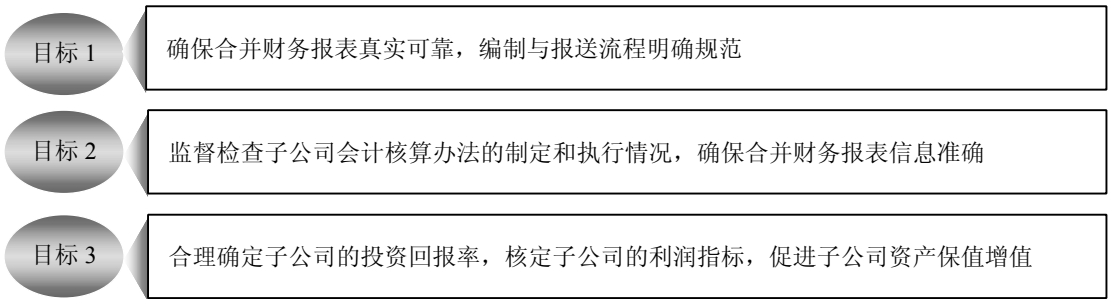 目标 1
确保合并财务报表真实可靠，编制与报送流程明确规范
目标 2
监督检查子公司会计核算办法的制定和执行情况，确保合并财务报表信息准确
目标 3
合理确定子公司的投资回报率，核定子公司的利润指标，促进子公司资产保值增值